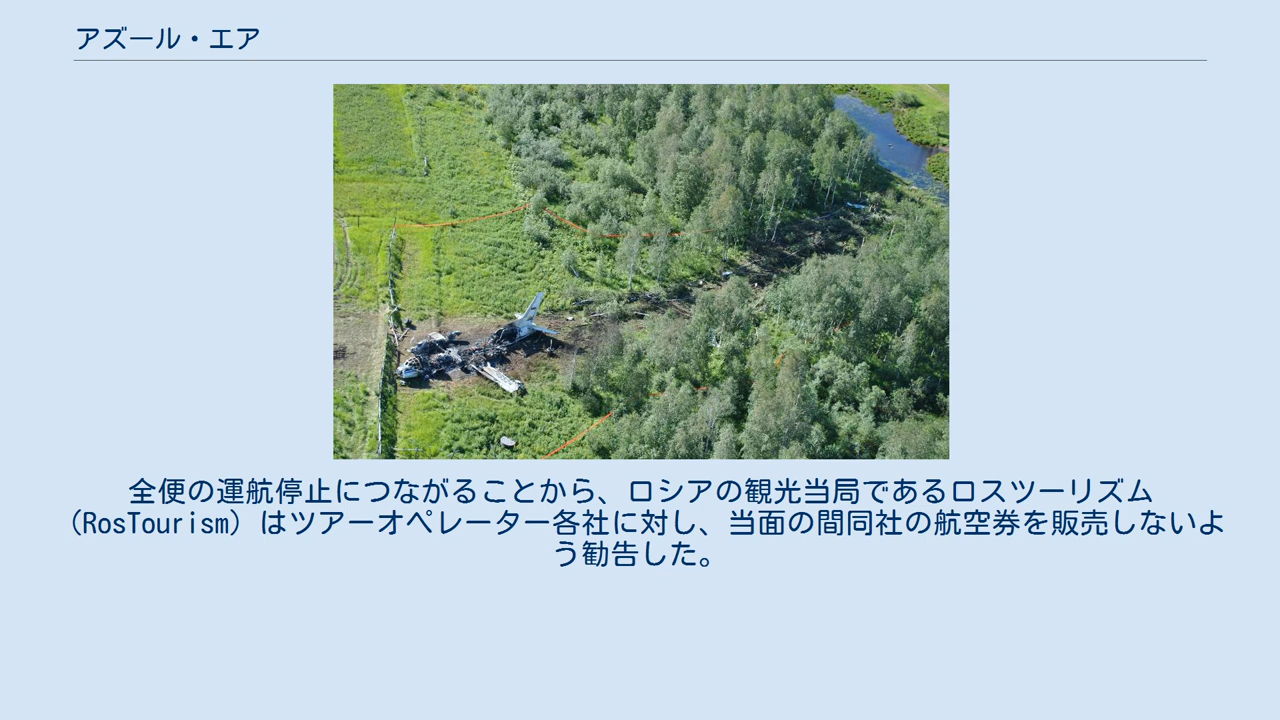 アズール・エア
全便の運航停止につながることから、ロシアの観光当局であるロスツーリズム
(RosTourism) はツアーオペレーター各社に対し、当面の間同社の航空券を販売しないよ
う勧告した。